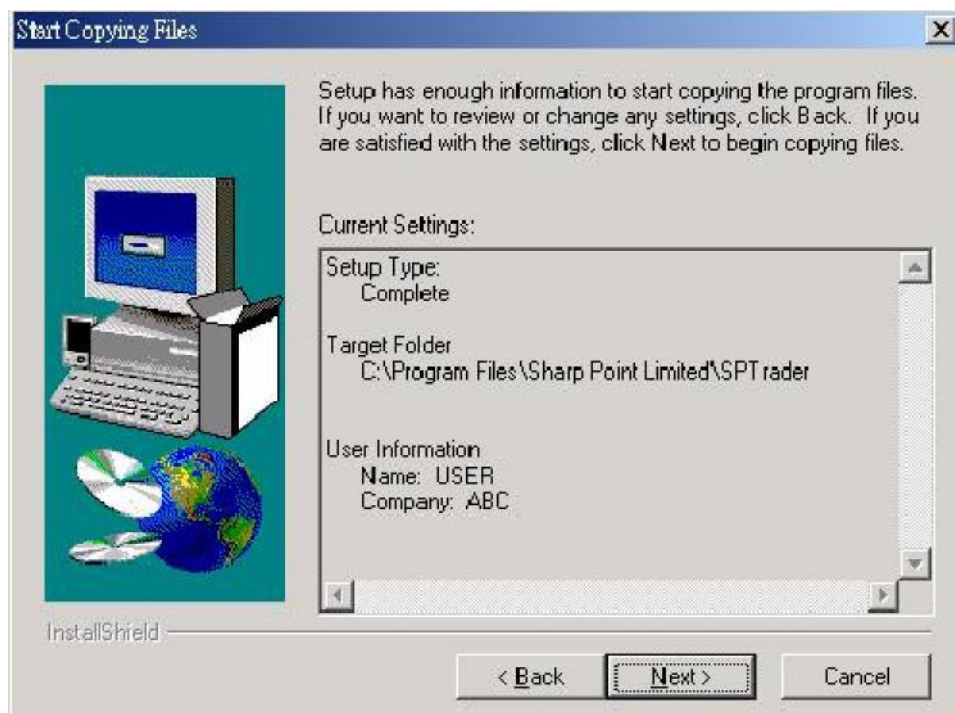 Start Copying Files
Setup has enough information to start copying the program files.
If you want to review or change any settings, click Back. If you
are satisfied with the settings, click Next to begin copying files.
Current Settings:
Setup Type:
Complete
Target Folder
C:\Program Files\Sharp Point Limited\SPTrader
User Information
Name: USER
Company: ABC
InstallShield
< Back
Next >
Cancel